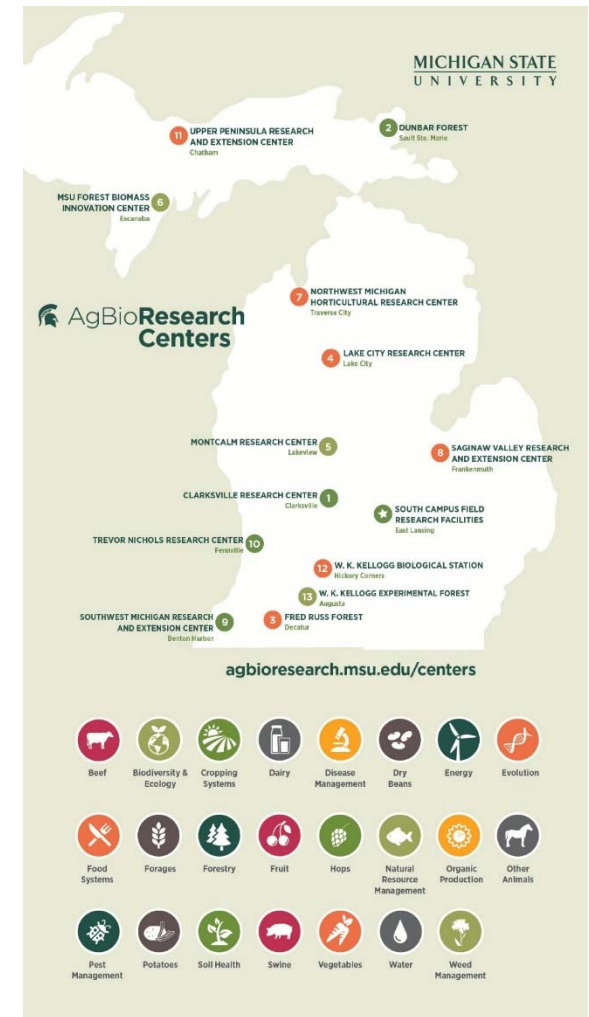 MICHIGAN STATE
UNIVERSITY
11
UPPER PENINSULA RESEARCH
AND EXTENSION CENTER
Chatham
2
DUNBAR FOREST
Sault Ste. Marie
MSU FOREST BIOMASS
INNOVATION CENTER
Escanaba
6
7
NORTHWEST MICHIGAN
HORTICULTURAL RESEARCH CENTER
Traverse City
AgBioResearch
Centers
4
LAKE CITY RESEARCH CENTER
Lake City
MONTCALM RESEARCH CENTER
Lakeview
5
8
SAGINAW VALLEY RESEARCH
AND EXTENSION CENTER
Frankenmuth
CLARKSVILLE RESEARCH CENTER
Clarksville
1
SOUTH CAMPUS FIELD
RESEARCH FACILITIES
East Lansing
TREVOR NICHOLS RESEARCH CENTER
Fennville
10
12
W. K. KELLOGG BIOLOGICAL STATION
Hickory Corners
13
W. K. KELLOGG EXPERIMENTAL FOREST
Augusta
SOUTHWEST MICHIGAN RESEARCH
AND EXTENSION CENTER
Benton Harbor
9
3
FRED RUSS FOREST
Decatur
agbioresearch.msu.edu/centers
Beef
Biodiversity &
Ecology
Cropping
Systems
Dairy
Disease
Management
Dry
Beans
Energy
Evolution
Food
Systems
Forages
Forestry
Fruit
Hops
Natural
Resource
Management
Organic
Production
Other
Animals
Pest
Management
Potatoes
Soil Health
Swine
Vegetables
Water
Weed
Management